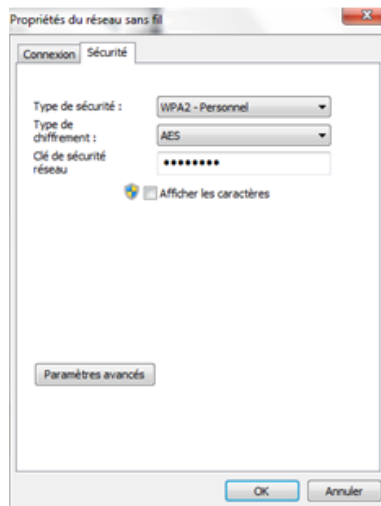 Propriétés du réseau sans fil
Connexion Sécurité
Type de sécurité : WPA2 - Personnel
Type de
chiffrement : AES
Clé de sécurité
réseau ••••••••
Afficher les caractères
Paramètres avancés
OK Annuler